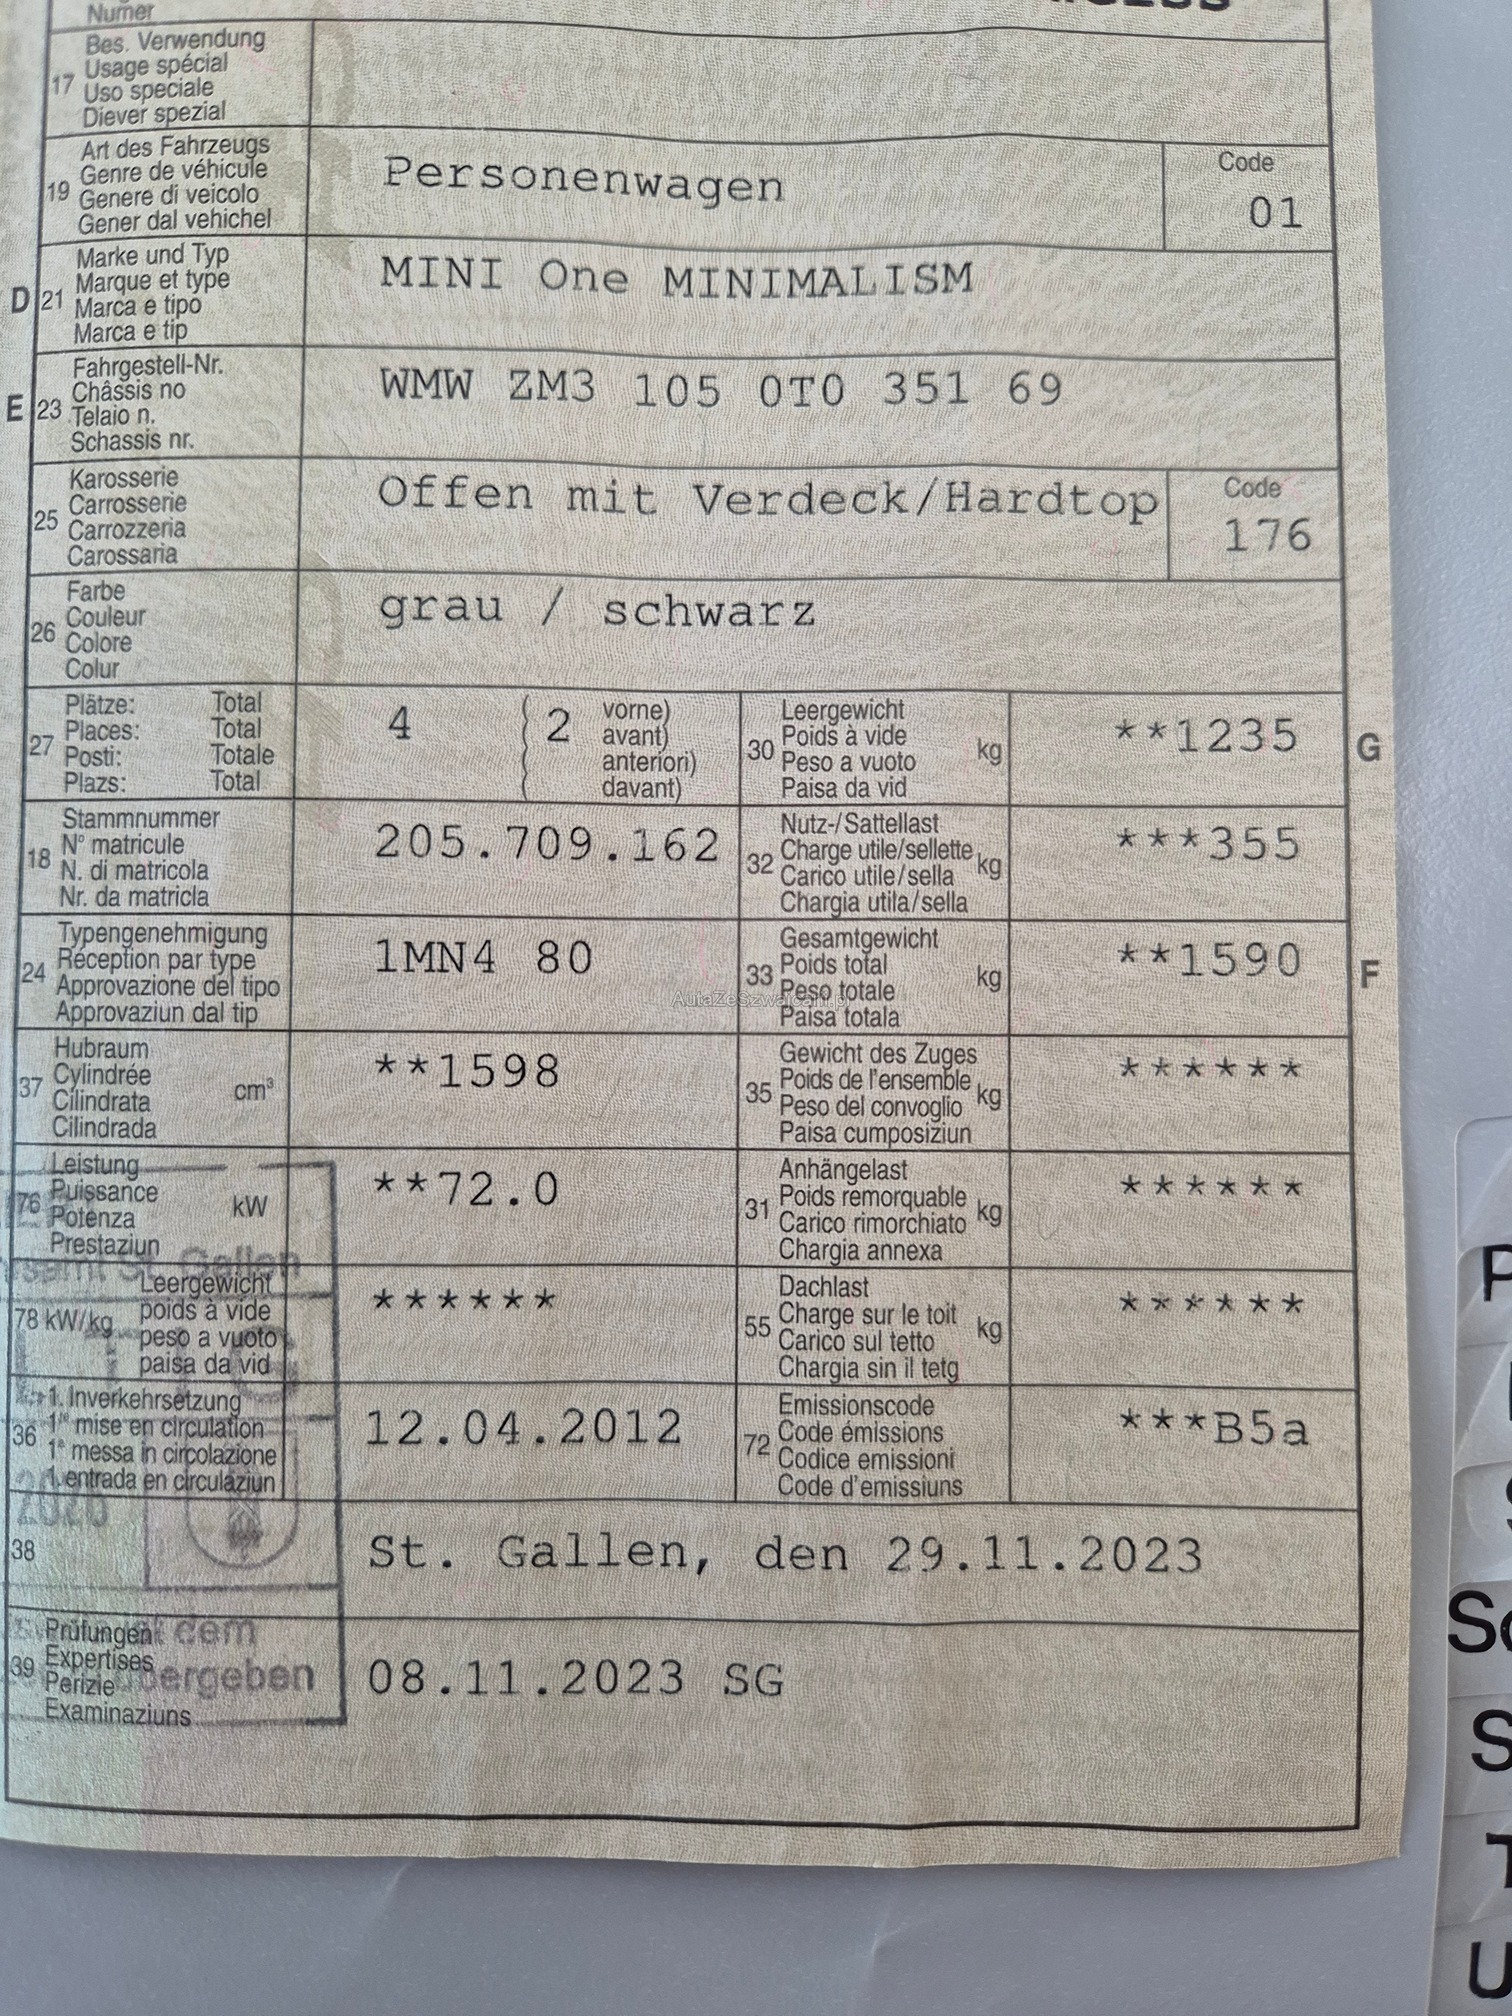 Numer
17 Bes. Verwendung
Usage spécial
Uso speciale
Diever spezial
19 Art des Fahrzeugs
Genre de véhicule
Genere di veicolo
Gener dal vehichel
Personenwagen
Code
01
D 21 Marke und Typ
Marque et type
Marca e tipo
Marca e tip
MINI One MINIMALISM
E 23 Fahrgestell-Nr.
Châssis no
Telaio n.
Schassis nr.
WMW ZM3 105 0T0 351 69
25 Karosserie
Carrosserie
Carrozzeria
Carossaria
Offen mit Verdeck/Hardtop
Code
176
26 Farbe
Couleur
Colore
Colur
grau / schwarz
27 Plätze: Total
Places: Total
Posti: Totale
Plazs: Total
4 ( 2 vorne)
( avant)
( anteriori)
( davant)
30 Leergewicht
Poids à vide
Peso a vuoto
Paisa da vid
kg
**1235
G
18 Stammnummer
N° matricule
N. di matricola
Nr. da matricla
205.709.162
32 Nutz-/Sattellast
Charge utile/sellette
Carico utile/sella
Chargia utila/sella
kg
***355
24 Typengenehmigung
Réception par type
Approvazione del tipo
Approvaziun dal tip
1MN4 80
33 Gesamtgewicht
Poids total
Peso totale
Paisa totala
kg
**1590
F
AutaZeSzwajcarii.pl
37 Hubraum
Cylindrée
Cilindrata
Cilindrada
cm³
**1598
35 Gewicht des Zuges
Poids de l'ensemble
Peso del convoglio
Paisa cumposiziun
kg
******
76 Leistung
Puissance
Potenza
Prestaziun
kW
**72.0
31 Anhängelast
Poids remorquable
Carico rimorchiato
Chargia annexa
kg
******
St. Gallen
78 kW/kg Leergewicht
poids à vide
peso a vuoto
paisa da vid
******
55 Dachlast
Charge sur le toit
Carico sul tetto
Chargia sin il tetg
kg
******
36 1. Inverkehrsetzung
1re mise en circulation
1a messa in circolazione
1. entrada en circulaziun
12.04.2012
72 Emissionscode
Code émissions
Codice emissioni
Code d'emissiuns
***B5a
38
St. Gallen, den 29.11.2023
39 Prüfungen
Expertises
Perizie
Examinaziuns
dem
übergeben
08.11.2023 SG